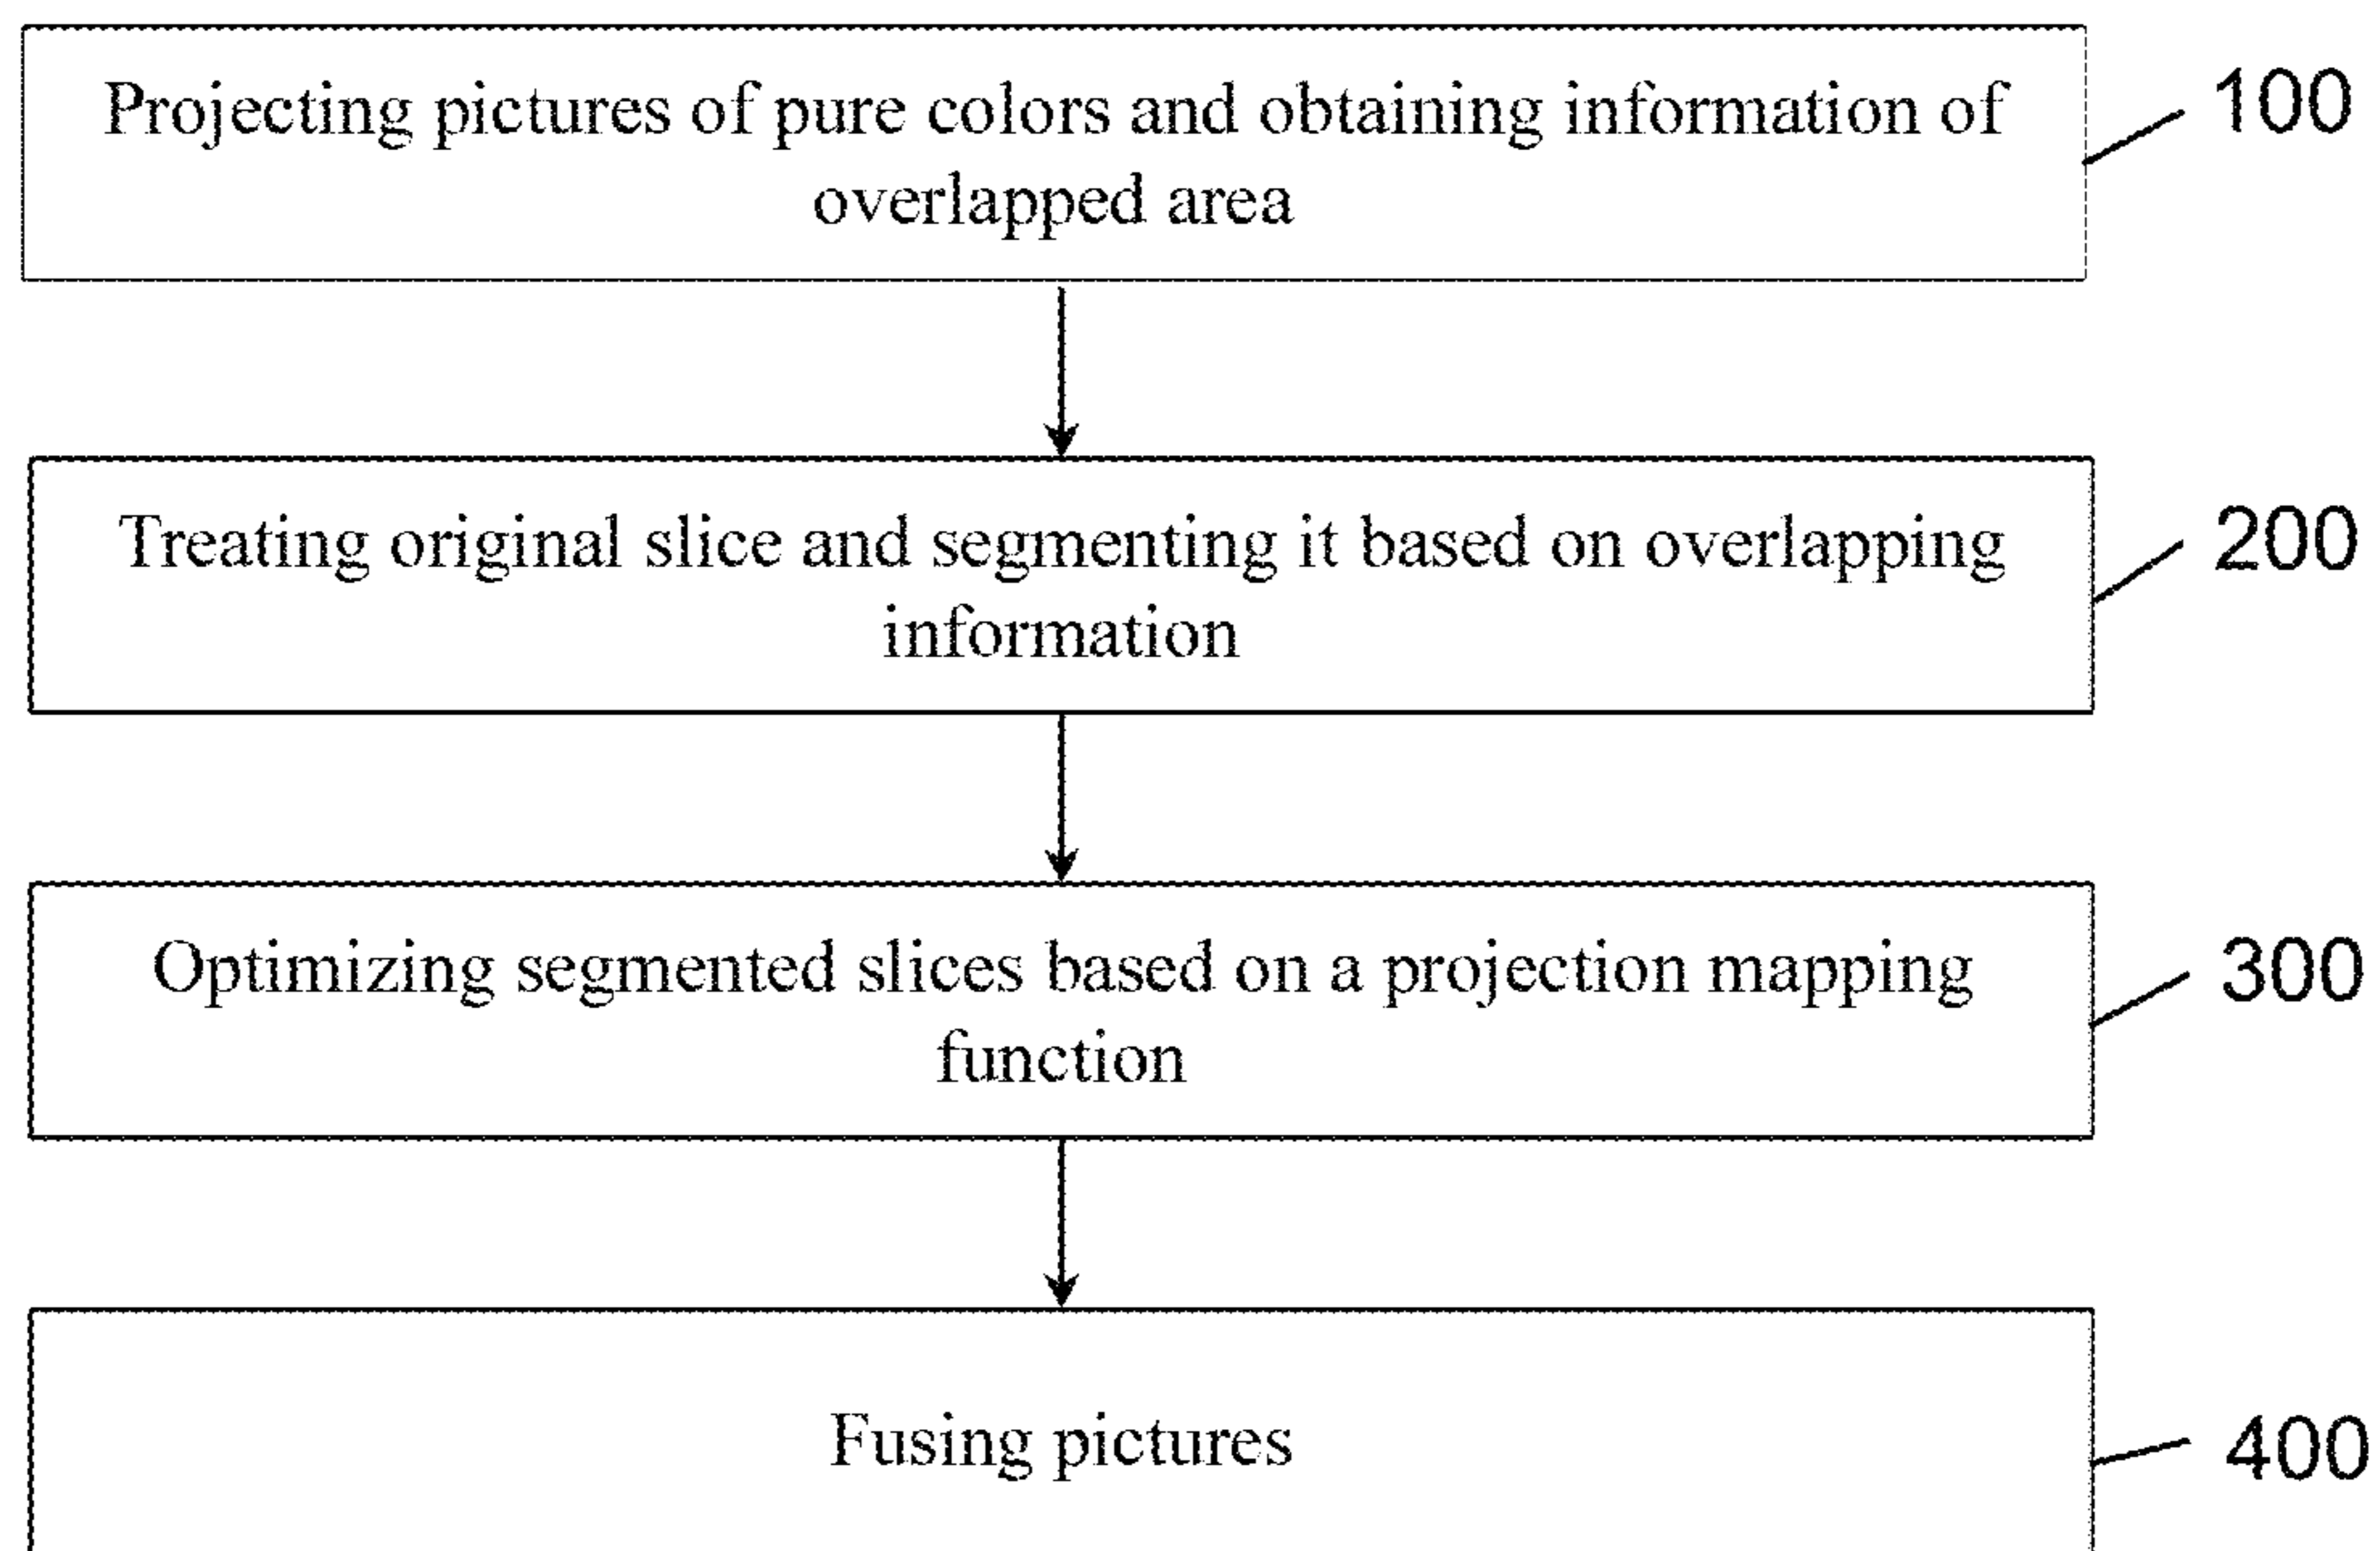 Projecting pictures of pure colors and obtaining information of
overlapped area
100
Treating original slice and segmenting it based on overlapping
information
200
Optimizing segmented slices based on a projection mapping
function
300
Fusing pictures
400